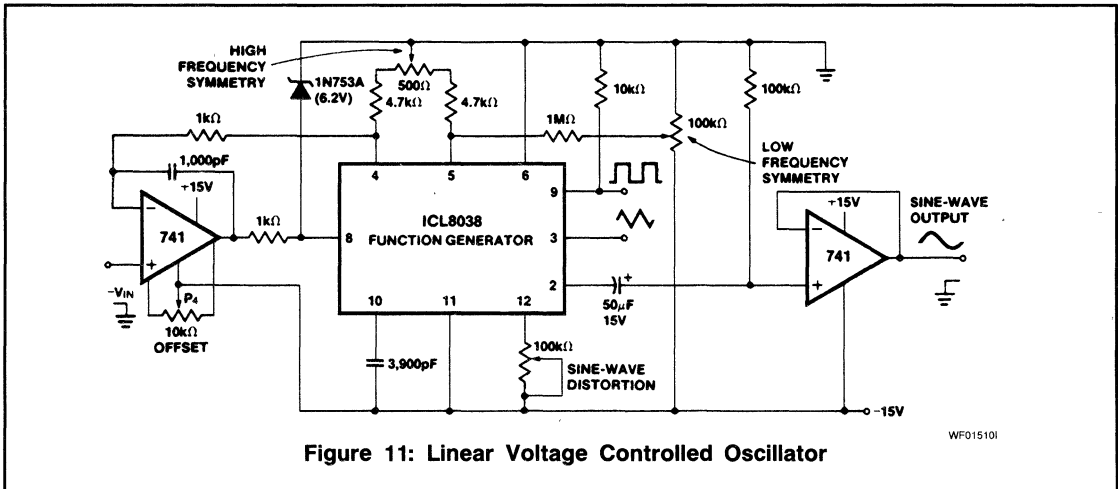 HIGH
FREQUENCY
SYMMETRY
1N753A
(6.2V)
500Ω
4.7kΩ
4.7kΩ
10kΩ
100kΩ
1kΩ
1MΩ
100kΩ
LOW
FREQUENCY
SYMMETRY
1,000pF
+15V
−
741
+
1kΩ
-VIN
P4
10kΩ
OFFSET
4
5
6
8
9
3
2
10
11
12
ICL8038
FUNCTION GENERATOR
3,900pF
100kΩ
SINE-WAVE
DISTORTION
+
50µF
15V
+15V
−
741
+
SINE-WAVE
OUTPUT
-15V
WF01510I
Figure 11: Linear Voltage Controlled Oscillator